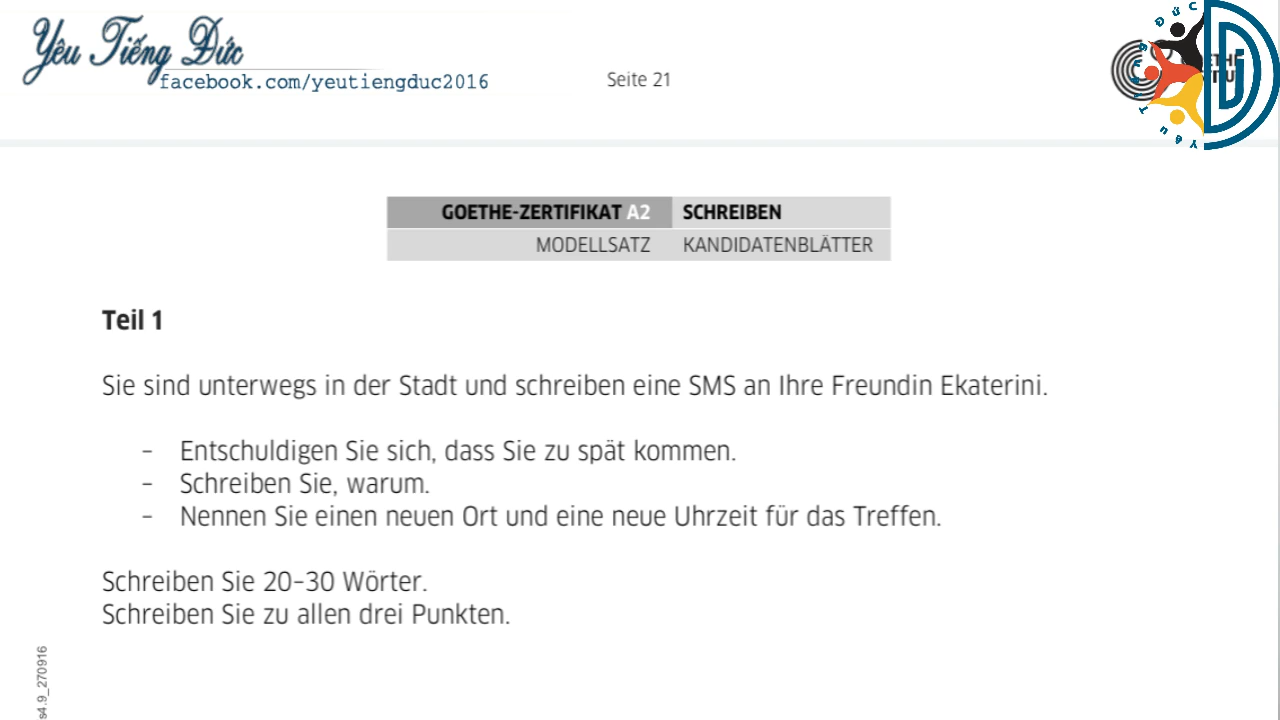 Yêu Tiếng Đức
facebook.com/yeutiengduc2016
Seite 21
GOETHE-ZERTIFIKAT A2 SCHREIBEN
MODELLSATZ KANDIDATENBLÄTTER
Teil 1
Sie sind unterwegs in der Stadt und schreiben eine SMS an Ihre Freundin Ekaterini.
- Entschuldigen Sie sich, dass Sie zu spät kommen.
- Schreiben Sie, warum.
- Nennen Sie einen neuen Ort und eine neue Uhrzeit für das Treffen.
Schreiben Sie 20–30 Wörter.
Schreiben Sie zu allen drei Punkten.
s4.9_270916